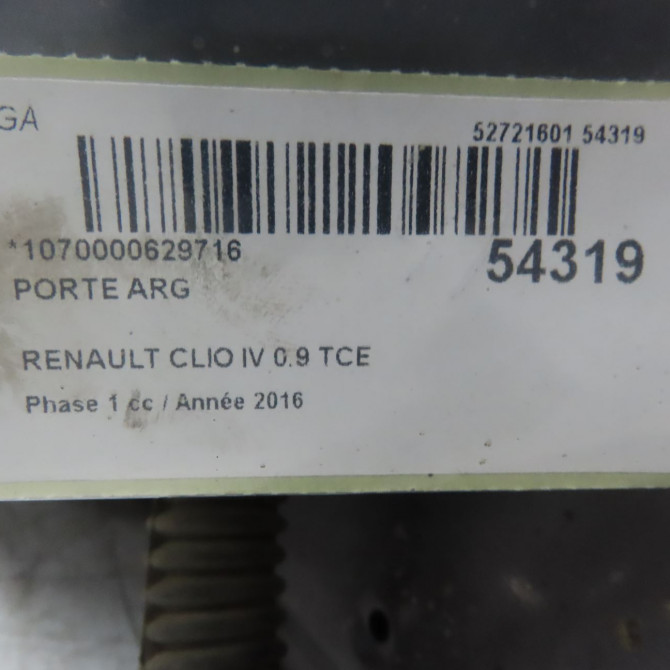 GA
52721601 54319
*1070000629716
54319
PORTE ARG
RENAULT CLIO IV 0.9 TCE
Phase 1 cc / Année 2016